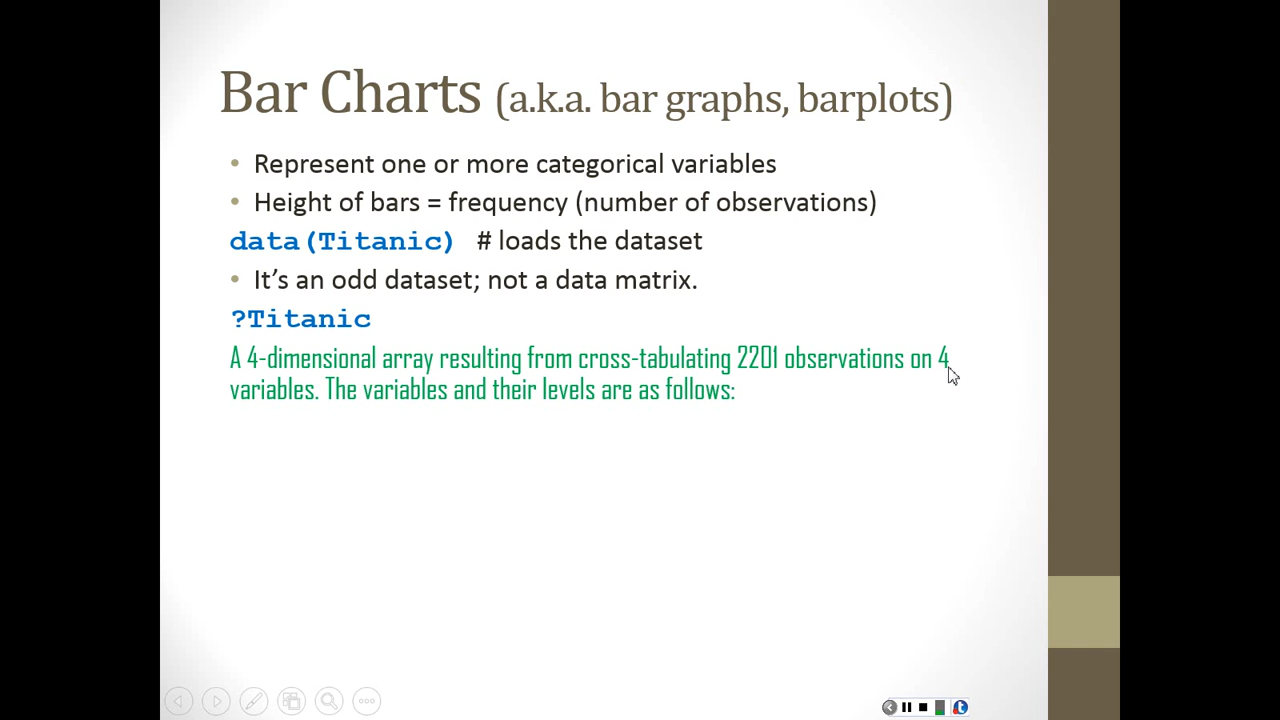 Bar Charts (a.k.a. bar graphs, barplots)
• Represent one or more categorical variables
• Height of bars = frequency (number of observations)
data(Titanic) # loads the dataset
• It’s an odd dataset; not a data matrix.
?Titanic
A 4-dimensional array resulting from cross-tabulating 2201 observations on 4
variables. The variables and their levels are as follows: